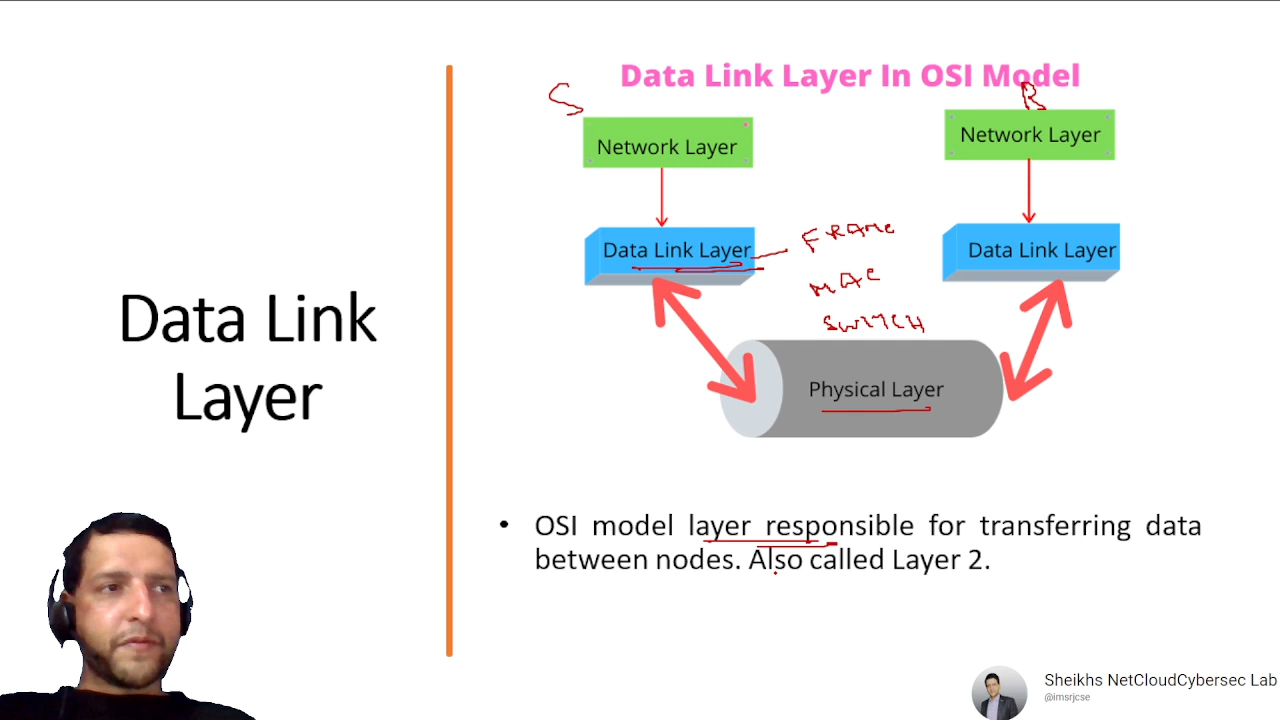 Data Link Layer In OSI Model
S
R
Network Layer
Network Layer
Data Link Layer
FRAME
Data Link Layer
MAC
SWITCH
Physical Layer
Data Link
Layer
• OSI model layer responsible for transferring data
between nodes. Also called Layer 2.
Sheikhs NetCloudCybersec Lab
@imsrjcse